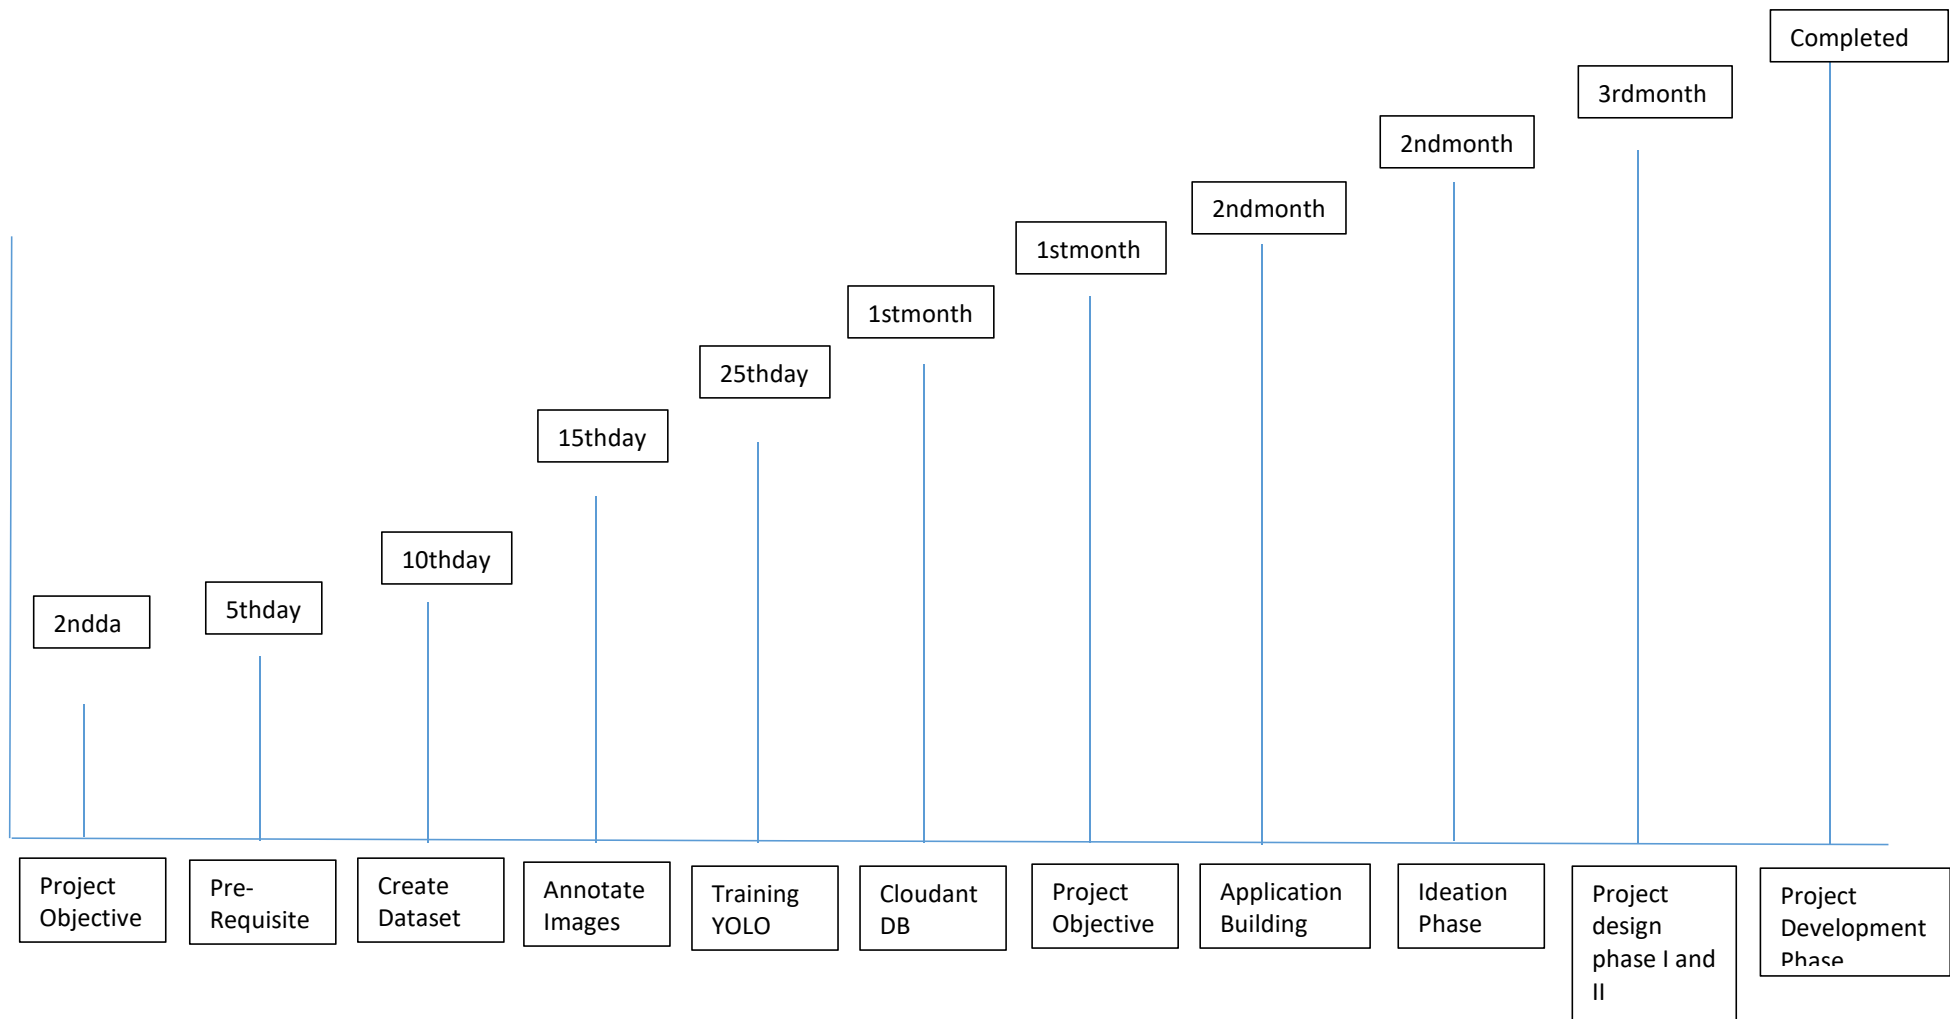 Completed
3rdmonth
2ndmonth
2ndmonth
1stmonth
1stmonth
25thday
15thday
10thday
5thday
2ndda
Project
Objective
Pre-
Requisite
Create
Dataset
Annotate
Images
Training
YOLO
Cloudant
DB
Project
Objective
Application
Building
Ideation
Phase
Project
design
phase I and
II
Project
Development
Phase